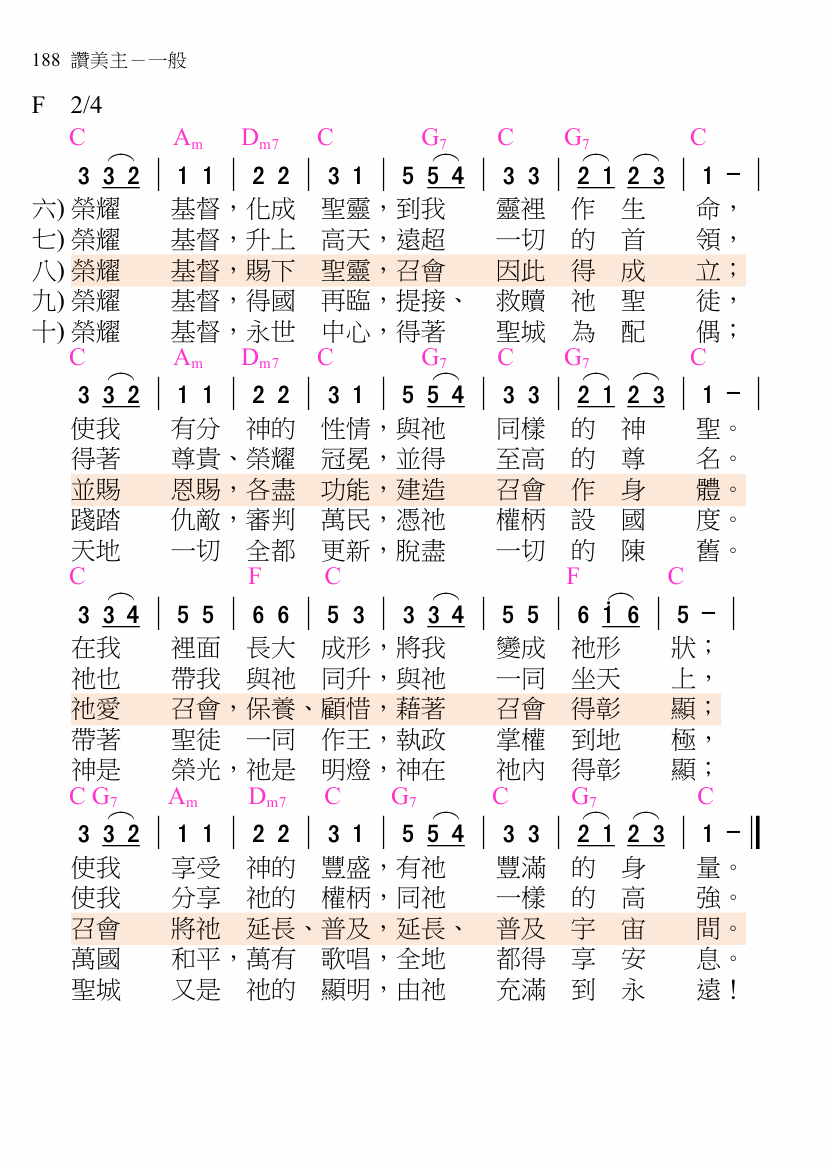 188 讚美主－一般
F 2/4
C Am Dm7 C G7 C G7 C
3 3 2 | 1 1 | 2 2 | 3 1 | 5 5 4 | 3 3 | 2 1 2 3 | 1 － |
六) 榮耀 基督，化成 聖靈，到我 靈裡 作 生 命，
七) 榮耀 基督，升上 高天，遠超 一切 的 首 領，
八) 榮耀 基督，賜下 聖靈，召會 因此 得 成 立；
九) 榮耀 基督，得國 再臨，提接、 救贖 祂 聖 徒，
十) 榮耀 基督，永世 中心，得著 聖城 為 配 偶；
C Am Dm7 C G7 C G7 C
3 3 2 | 1 1 | 2 2 | 3 1 | 5 5 4 | 3 3 | 2 1 2 3 | 1 － |
使我 有分 神的 性情，與祂 同樣 的 神 聖。
得著 尊貴、榮耀 冠冕，並得 至高 的 尊 名。
並賜 恩賜，各盡 功能，建造 召會 作 身 體。
踐踏 仇敵，審判 萬民，憑祂 權柄 設 國 度。
天地 一切 全都 更新，脫盡 一切 的 陳 舊。
C F C F C
3 3 4 | 5 5 | 6 6 | 5 3 | 3 3 4 | 5 5 | 6 i 6 | 5 － |
在我 裡面 長大 成形，將我 變成 祂形 狀；
祂也 帶我 與祂 同升，與祂 一同 坐天 上，
祂愛 召會，保養、顧惜，藉著 召會 得彰 顯；
帶著 聖徒 一同 作王，執政 掌權 到地 極，
神是 榮光，祂是 明燈，神在 祂內 得彰 顯；
C G7 Am Dm7 C G7 C G7 C
3 3 2 | 1 1 | 2 2 | 3 1 | 5 5 4 | 3 3 | 2 1 2 3 | 1 － ‖
使我 享受 神的 豐盛，有祂 豐滿 的 身 量。
使我 分享 祂的 權柄，同祂 一樣 的 高 強。
召會 將祂 延長、普及，延長、 普及 宇 宙 間。
萬國 和平，萬有 歌唱，全地 都得 享 安 息。
聖城 又是 祂的 顯明，由祂 充滿 到 永 遠！